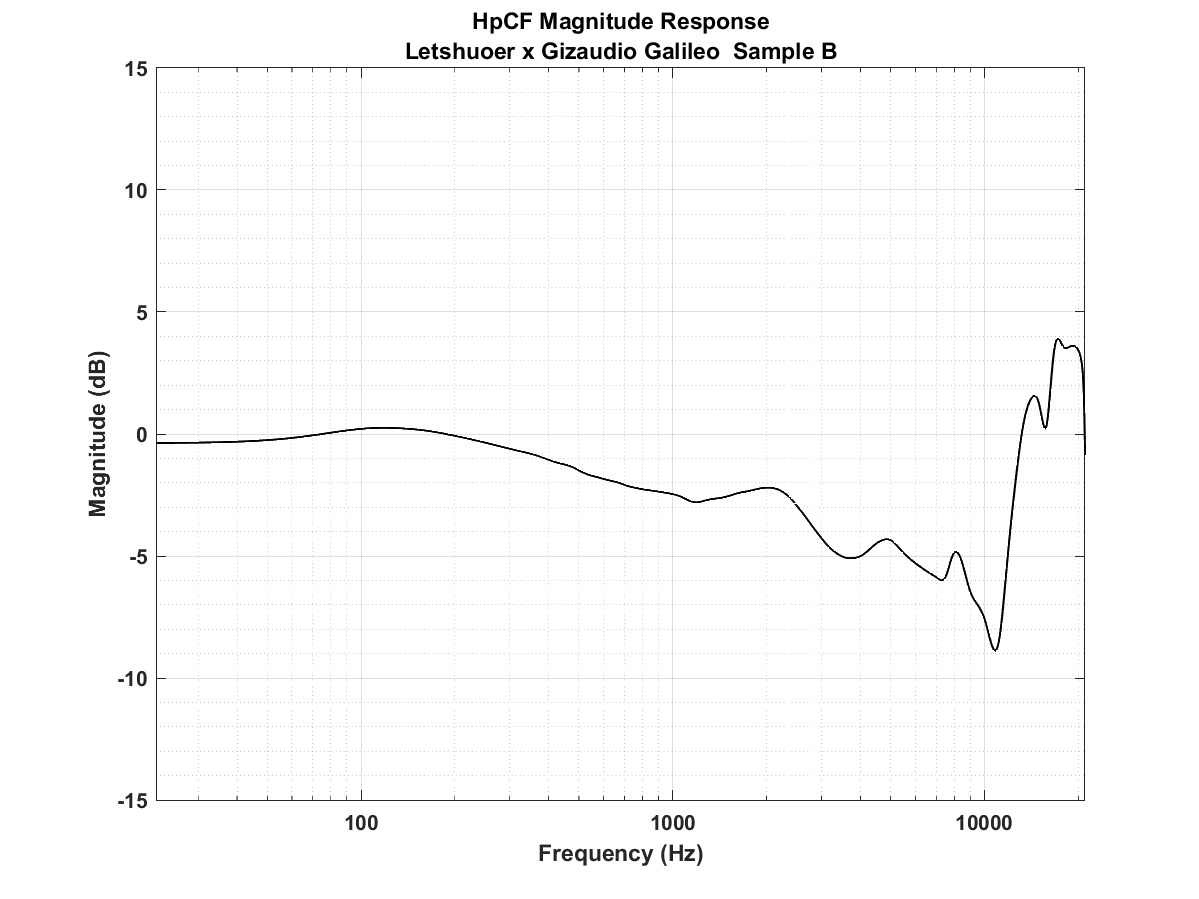 HpCF Magnitude Response
Letshuoer x Gizaudio Galileo  Sample B
15
10
5
0
-5
-10
-15
Magnitude (dB)
100
1000
10000
Frequency (Hz)